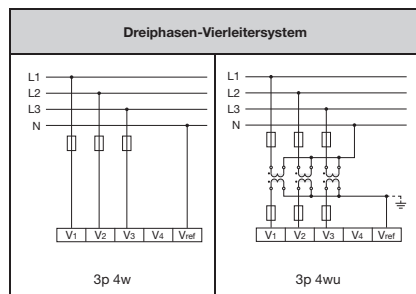 Dreiphasen-Vierleitersystem
L1
L2
L3
N
V1 V2 V3 V4 Vref
3p 4w
L1
L2
L3
N
V1 V2 V3 V4 Vref
3p 4wu